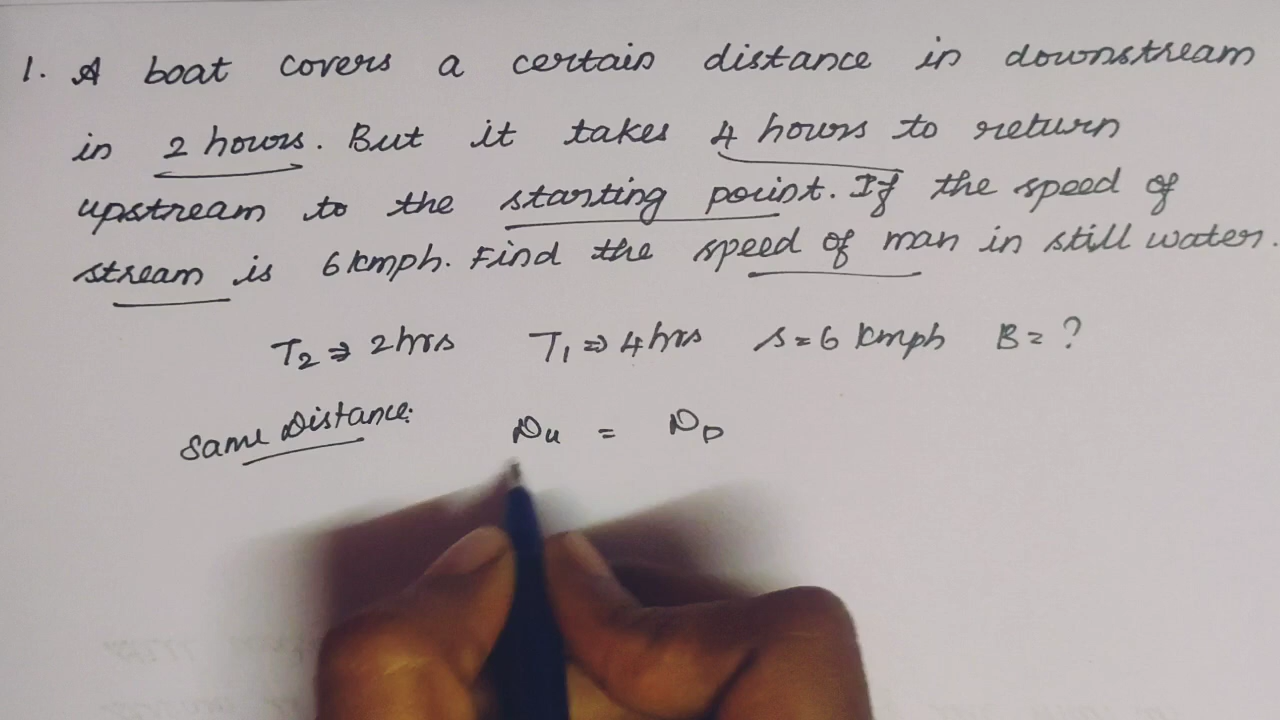 1. A boat covers a certain distance in downstream
in 2 hours. But it takes 4 hours to return
upstream to the starting point. If the speed of
stream is 6 kmph. Find the speed of man in still water.
T₂ ⇒ 2 hrs T₁ ⇒ 4 hrs S = 6 kmph B = ?
Same Distance: Du = DD